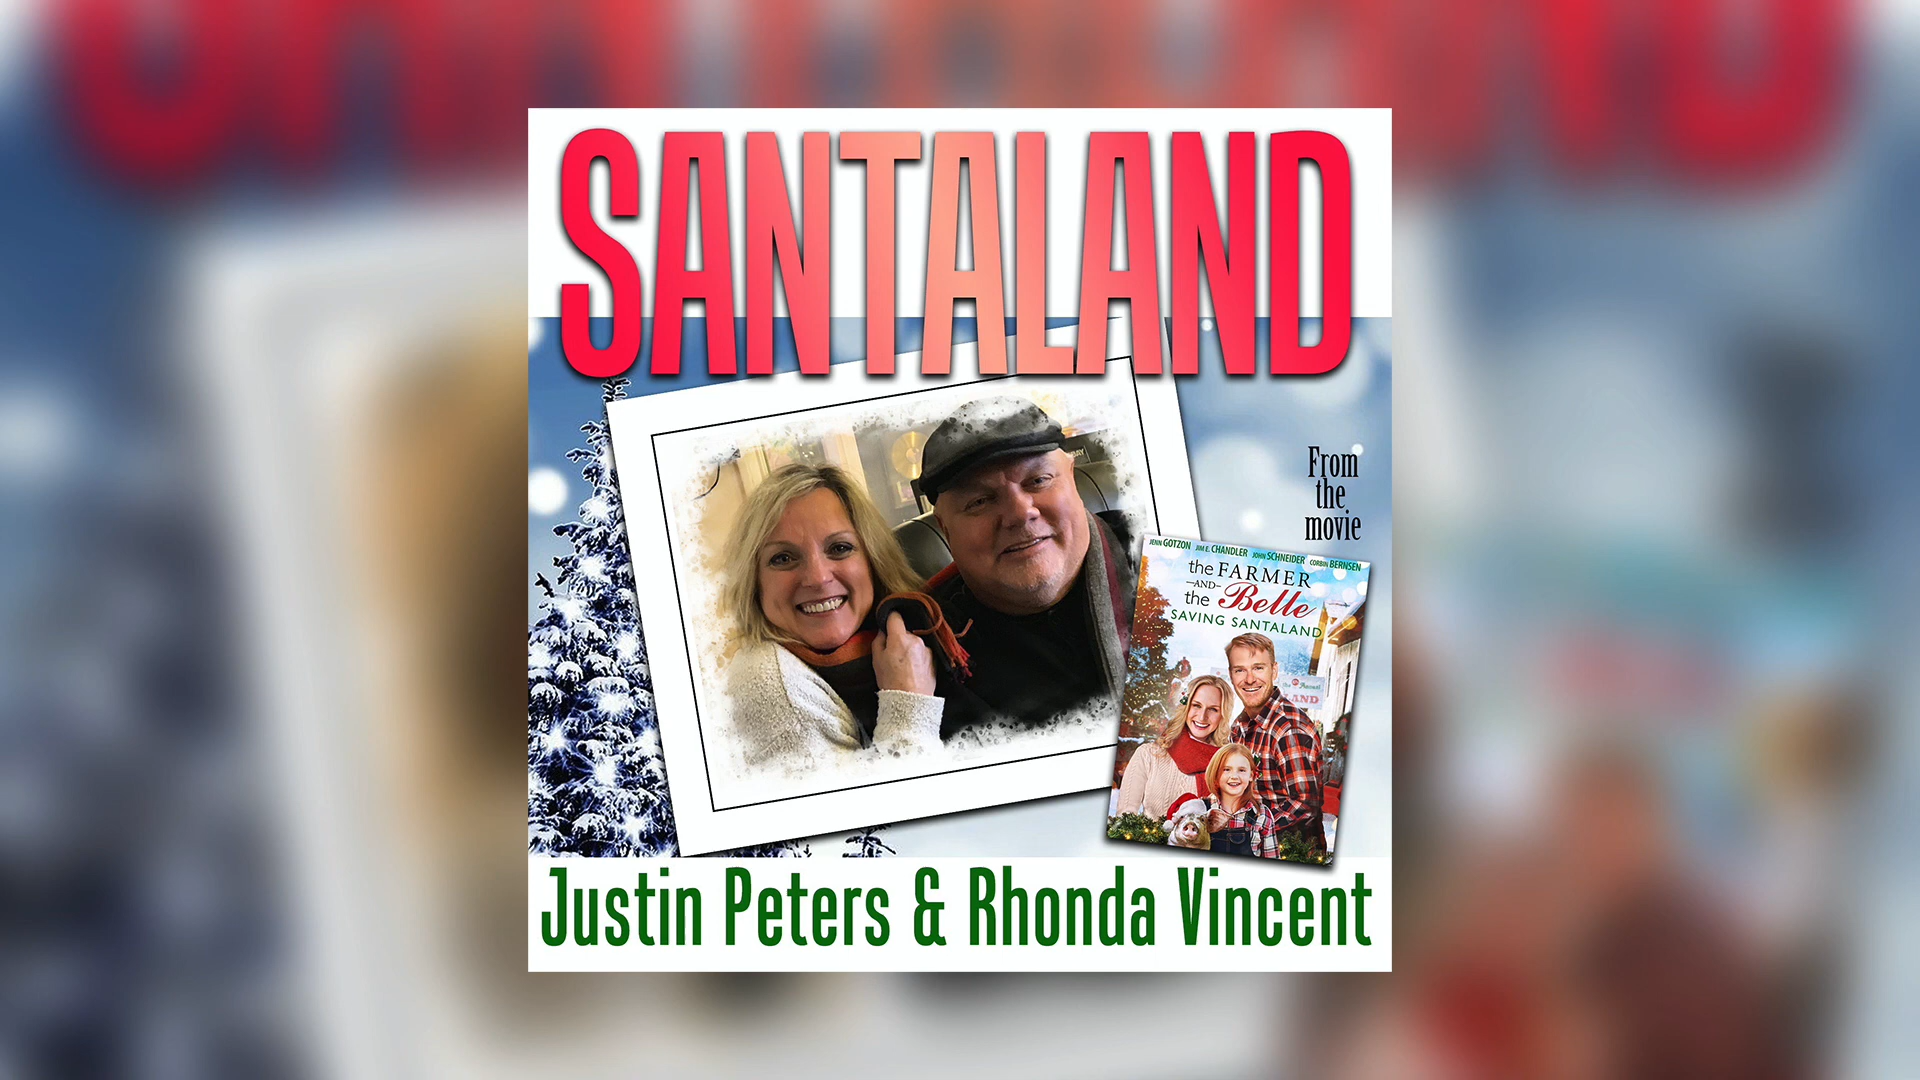 SANTALAND
From
the
movie
JENN GOTZON JIM E. CHANDLER JOHN SCHNEIDER CORBIN BERNSEN
the FARMER
-AND-
the Belle
SAVING SANTALAND
LAND
Justin Peters & Rhonda Vincent